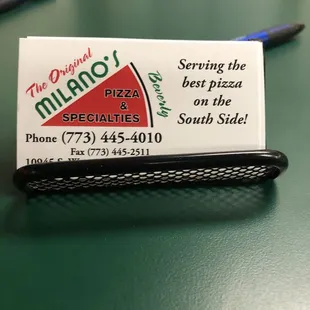 The Original
MILANO'S
Beverly
PIZZA
&
SPECIALTIES
Serving the
best pizza
on the
South Side!
Phone (773) 445-4010
Fax (773) 445-2511
10945 S.